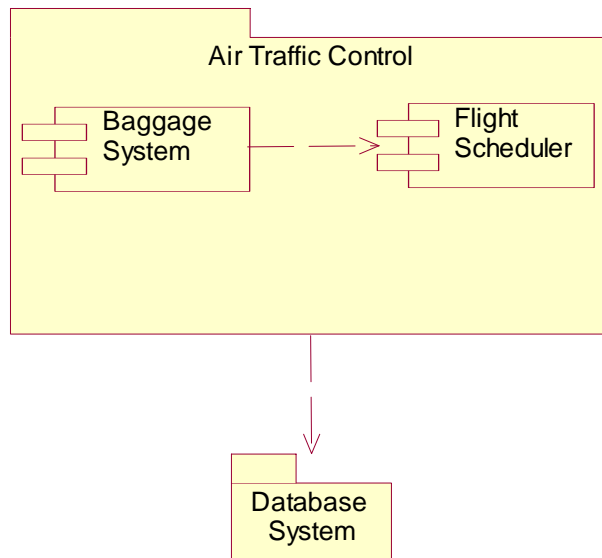 Air Traffic Control
Baggage
System
Flight
Scheduler
Database
System